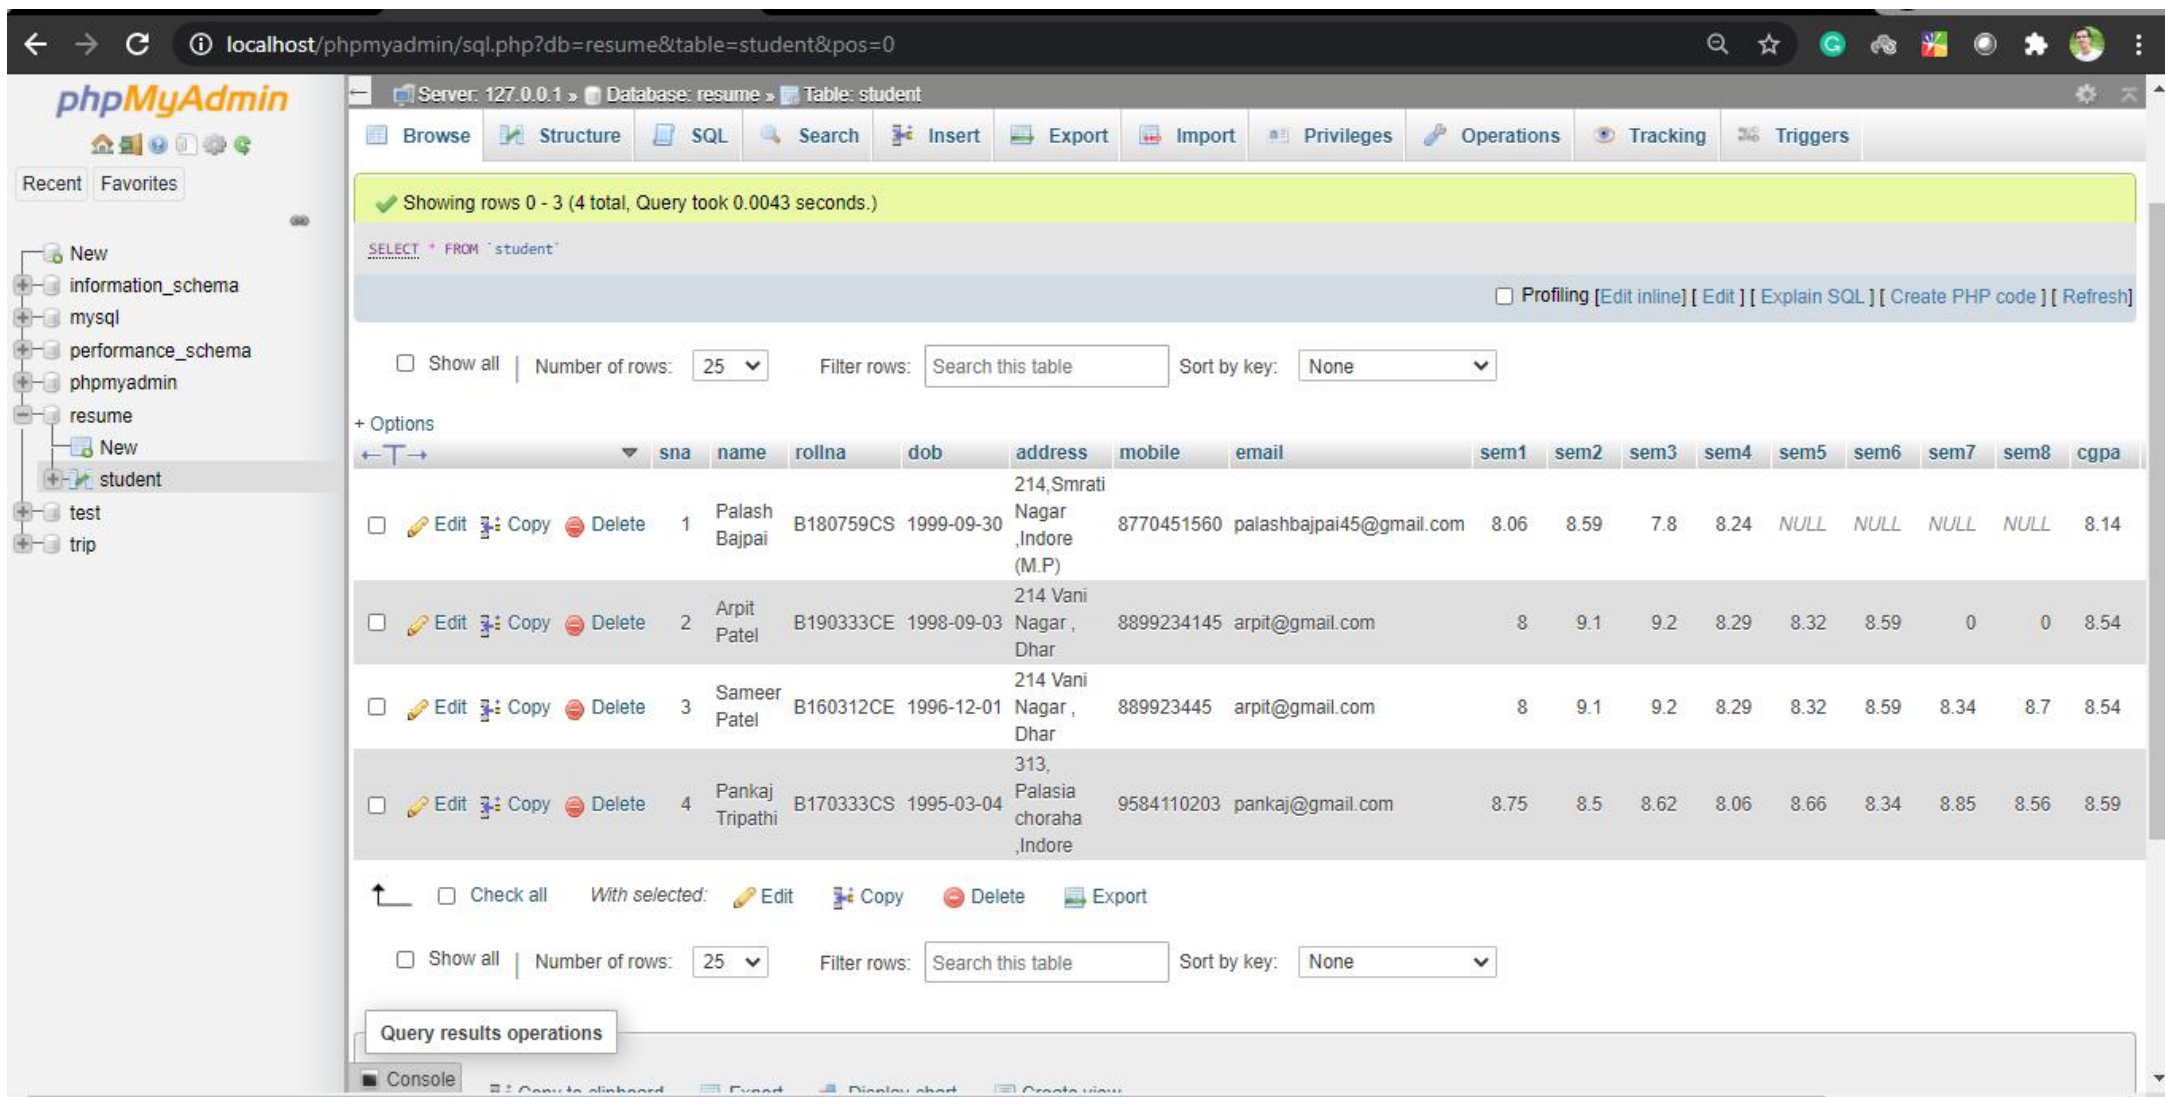 localhost/phpmyadmin/sql.php?db=resume&table=student&pos=0
phpMyAdmin
Recent Favorites
New
information_schema
mysql
performance_schema
phpmyadmin
resume
New
student
test
trip
Server: 127.0.0.1 » Database: resume » Table: student
Browse Structure SQL Search Insert Export Import Privileges Operations Tracking Triggers
Showing rows 0 - 3 (4 total, Query took 0.0043 seconds.)
SELECT * FROM `student`
Profiling [Edit inline] [ Edit ] [ Explain SQL ] [ Create PHP code ] [ Refresh]
Show all | Number of rows: 25 Filter rows: Search this table Sort by key: None
+ Options
←T→ sna name rollna dob address mobile email sem1 sem2 sem3 sem4 sem5 sem6 sem7 sem8 cgpa
Edit Copy Delete 1 Palash Bajpai B180759CS 1999-09-30 214,Smrati Nagar ,Indore (M.P) 8770451560 palashbajpai45@gmail.com 8.06 8.59 7.8 8.24 NULL NULL NULL NULL 8.14
Edit Copy Delete 2 Arpit Patel B190333CE 1998-09-03 214 Vani Nagar , Dhar 8899234145 arpit@gmail.com 8 9.1 9.2 8.29 8.32 8.59 0 0 8.54
Edit Copy Delete 3 Sameer Patel B160312CE 1996-12-01 214 Vani Nagar , Dhar 889923445 arpit@gmail.com 8 9.1 9.2 8.29 8.32 8.59 8.34 8.7 8.54
Edit Copy Delete 4 Pankaj Tripathi B170333CS 1995-03-04 313, Palasia choraha ,Indore 9584110203 pankaj@gmail.com 8.75 8.5 8.62 8.06 8.66 8.34 8.85 8.56 8.59
Check all With selected: Edit Copy Delete Export
Show all | Number of rows: 25 Filter rows: Search this table Sort by key: None
Query results operations
Console
Copy to clipboard Export Display chart Create view